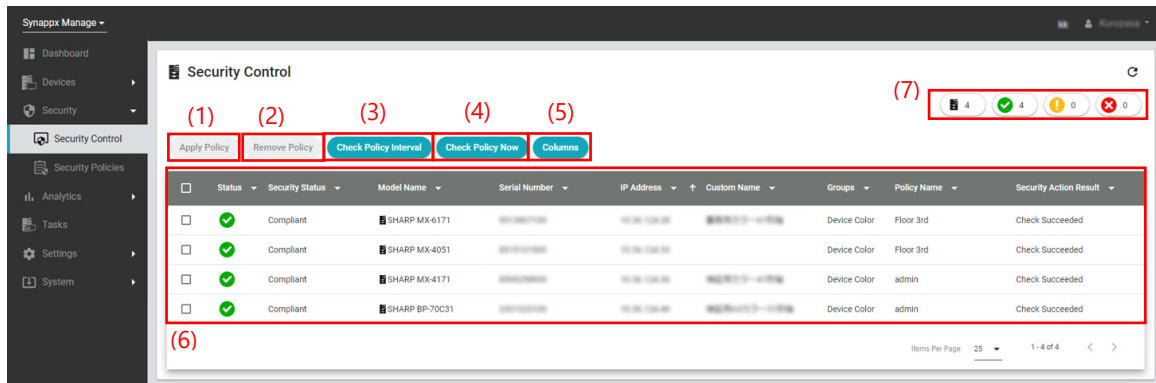 Synappx Manage
Dashboard
Devices
Security
Security Control
Security Policies
Analytics
Tasks
Settings
System
Security Control
(7)
4 4 0 0
(1) (2) (3) (4) (5)
Apply Policy Remove Policy Check Policy Interval Check Policy Now Columns
Status Security Status Model Name Serial Number IP Address Custom Name Groups Policy Name Security Action Result
Compliant SHARP MX-6171 Device Color Floor 3rd Check Succeeded
Compliant SHARP MX-4051 Device Color Floor 3rd Check Succeeded
Compliant SHARP MX-4171 Device Color admin Check Succeeded
Compliant SHARP BP-70C31 Device Color admin Check Succeeded
(6)
Items Per Page: 25 1 - 4 of 4